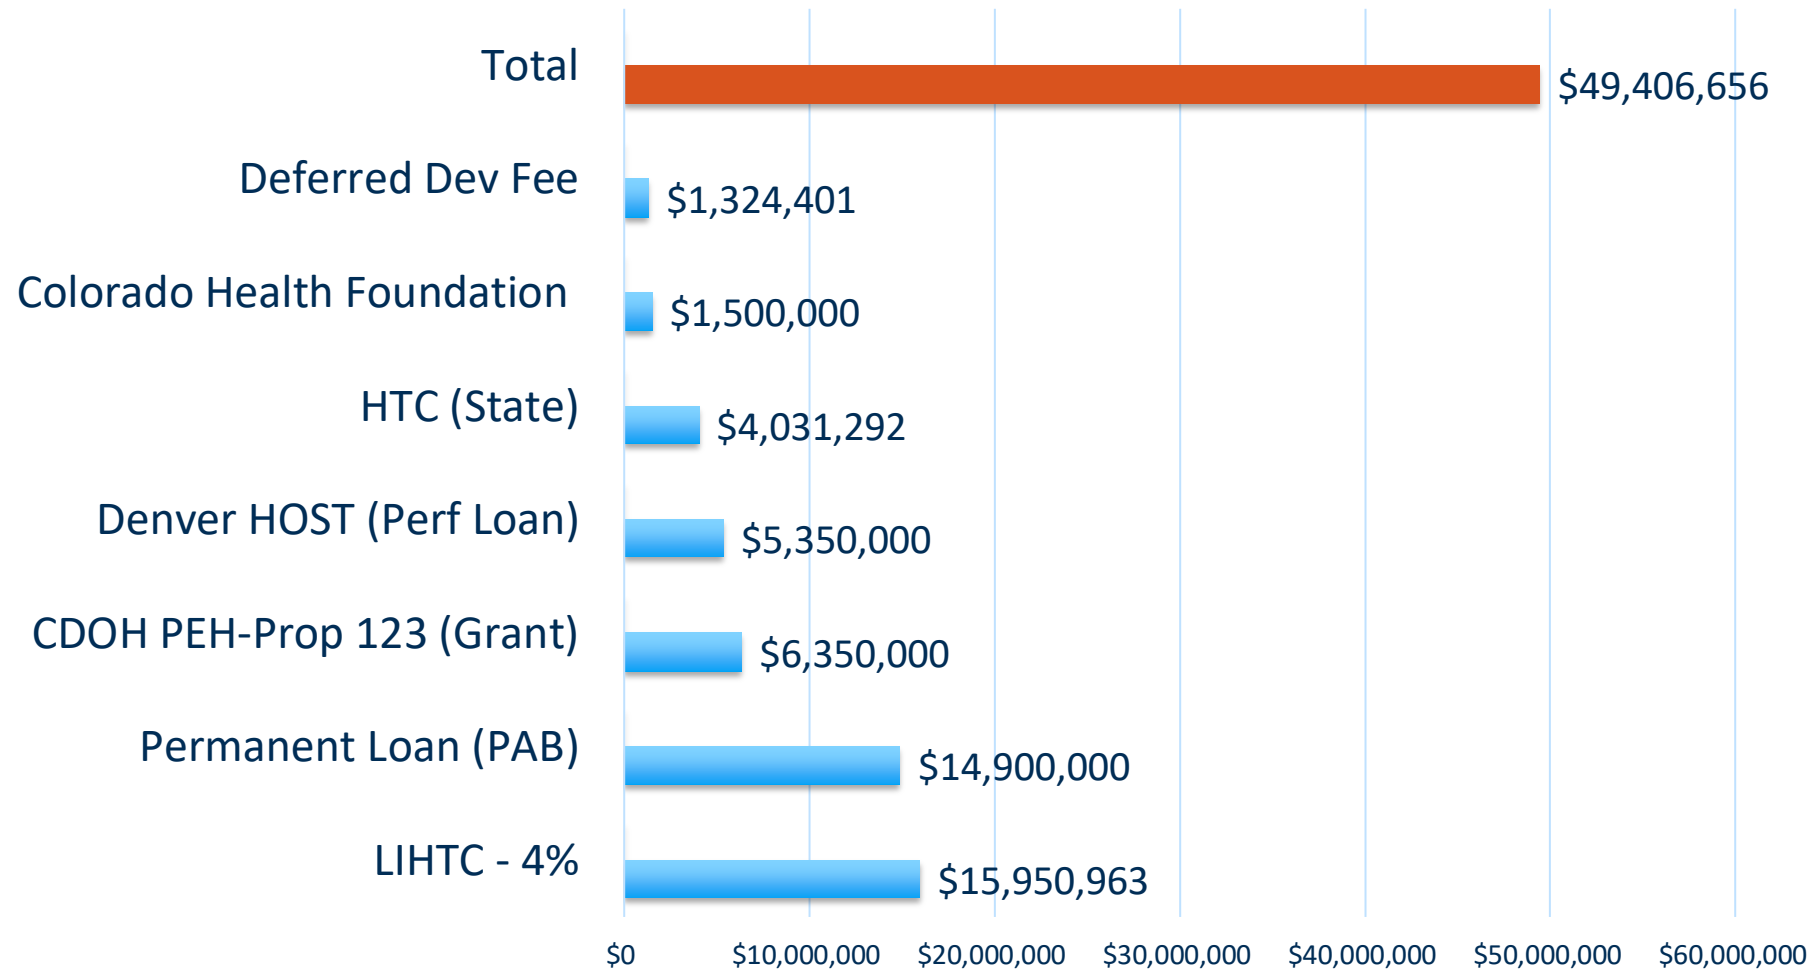 Total
$49,406,656
Deferred Dev Fee
$1,324,401
Colorado Health Foundation
$1,500,000
HTC (State)
$4,031,292
Denver HOST (Perf Loan)
$5,350,000
CDOH PEH-Prop 123 (Grant)
$6,350,000
Permanent Loan (PAB)
$14,900,000
LIHTC - 4%
$15,950,963
$0 $10,000,000 $20,000,000 $30,000,000 $40,000,000 $50,000,000 $60,000,000